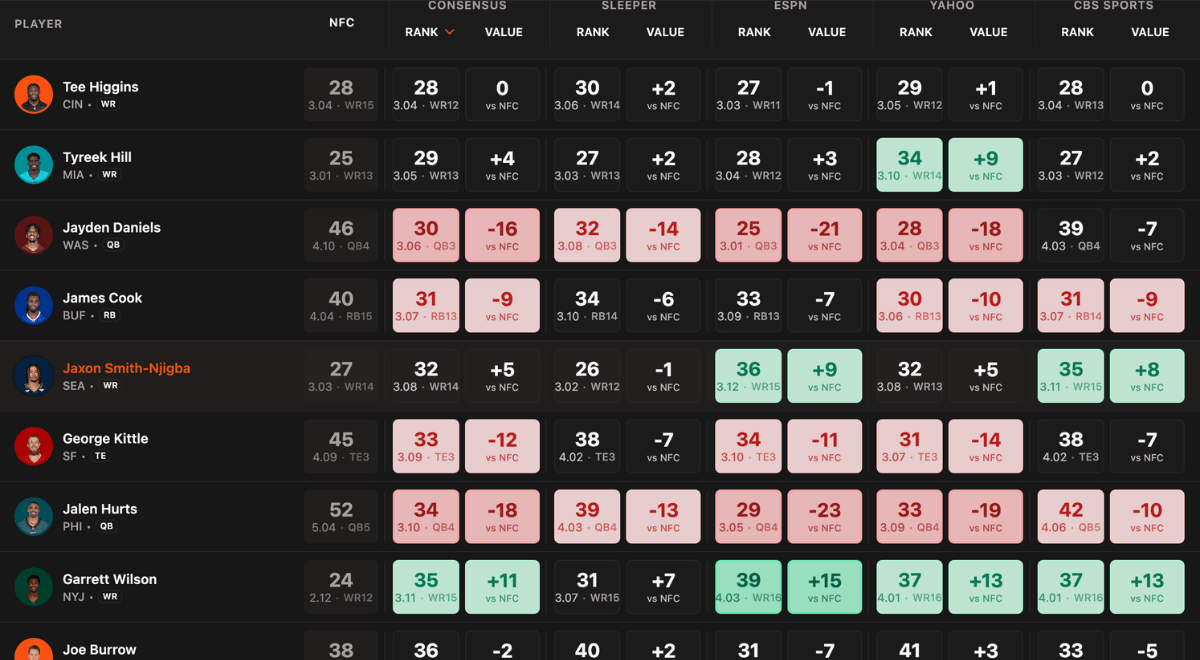 CONSENSUS SLEEPER ESPN YAHOO CBS SPORTS
PLAYER NFC RANK VALUE RANK VALUE RANK VALUE RANK VALUE RANK VALUE
Tee Higgins 28 28 0 30 +2 27 -1 29 +1 28 0
CIN • WR 3.04 · WR15 3.04 · WR12 vs NFC 3.06 · WR14 vs NFC 3.03 · WR11 vs NFC 3.05 · WR12 vs NFC 3.04 · WR13 vs NFC
Tyreek Hill 25 29 +4 27 +2 28 +3 34 +9 27 +2
MIA • WR 3.01 · WR13 3.05 · WR13 vs NFC 3.03 · WR13 vs NFC 3.04 · WR12 vs NFC 3.10 · WR14 vs NFC 3.03 · WR12 vs NFC
Jayden Daniels 46 30 -16 32 -14 25 -21 28 -18 39 -7
WAS • QB 4.10 · QB4 3.06 · QB3 vs NFC 3.08 · QB3 vs NFC 3.01 · QB3 vs NFC 3.04 · QB3 vs NFC 4.03 · QB4 vs NFC
James Cook 40 31 -9 34 -6 33 -7 30 -10 31 -9
BUF • RB 4.04 · RB15 3.07 · RB13 vs NFC 3.10 · RB14 vs NFC 3.09 · RB13 vs NFC 3.06 · RB13 vs NFC 3.07 · RB14 vs NFC
Jaxon Smith-Njigba 27 32 +5 26 -1 36 +9 32 +5 35 +8
SEA • WR 3.03 · WR14 3.08 · WR14 vs NFC 3.02 · WR12 vs NFC 3.12 · WR15 vs NFC 3.08 · WR13 vs NFC 3.11 · WR15 vs NFC
George Kittle 45 33 -12 38 -7 34 -11 31 -14 38 -7
SF • TE 4.09 · TE3 3.09 · TE3 vs NFC 4.02 · TE3 vs NFC 3.10 · TE3 vs NFC 3.07 · TE3 vs NFC 4.02 · TE3 vs NFC
Jalen Hurts 52 34 -18 39 -13 29 -23 33 -19 42 -10
PHI • QB 5.04 · QB5 3.10 · QB4 vs NFC 4.03 · QB4 vs NFC 3.05 · QB4 vs NFC 3.09 · QB4 vs NFC 4.06 · QB5 vs NFC
Garrett Wilson 24 35 +11 31 +7 39 +15 37 +13 37 +13
NYJ • WR 2.12 · WR12 3.11 · WR15 vs NFC 3.07 · WR15 vs NFC 4.03 · WR16 vs NFC 4.01 · WR16 vs NFC 4.01 · WR16 vs NFC
Joe Burrow 38 36 -2 40 +2 31 -7 41 +3 33 -5